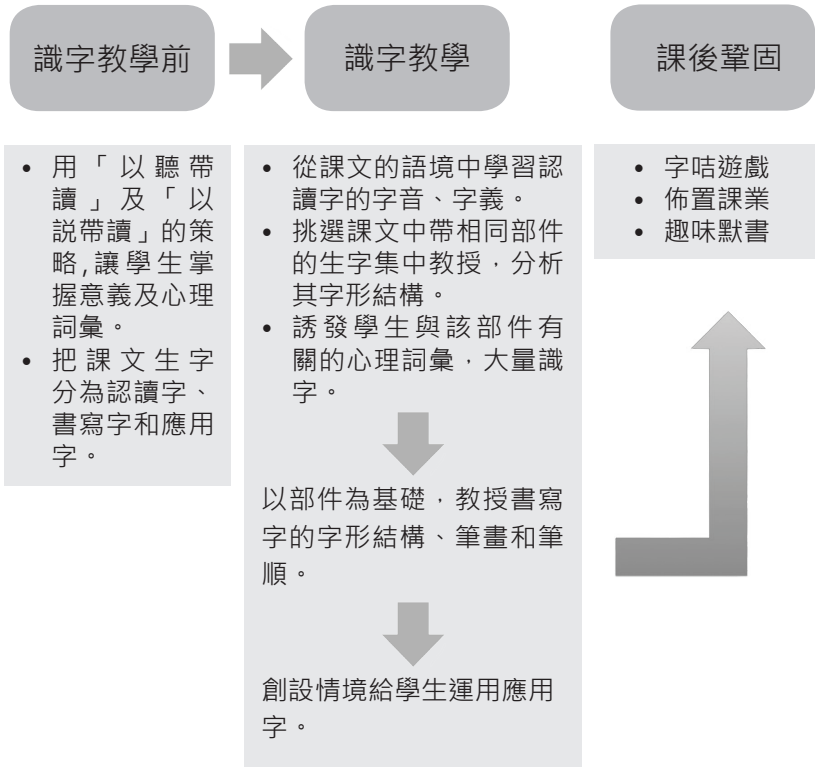 識字教學前
識字教學
課後鞏固
• 用「以聽帶
讀」及「以
説帶讀」的策
略,讓學生掌
握意義及心理
詞彙。
• 把課文生字
分為認讀字、
書寫字和應用
字。
• 從課文的語境中學習認
讀字的字音、字義。
• 挑選課文中帶相同部件
的生字集中教授，分析
其字形結構。
• 誘發學生與該部件有
關的心理詞彙，大量識
字。
以部件為基礎，教授書寫
字的字形結構、筆畫和筆
順。
創設情境給學生運用應用
字。
• 字咭遊戲
• 佈置課業
• 趣味默書